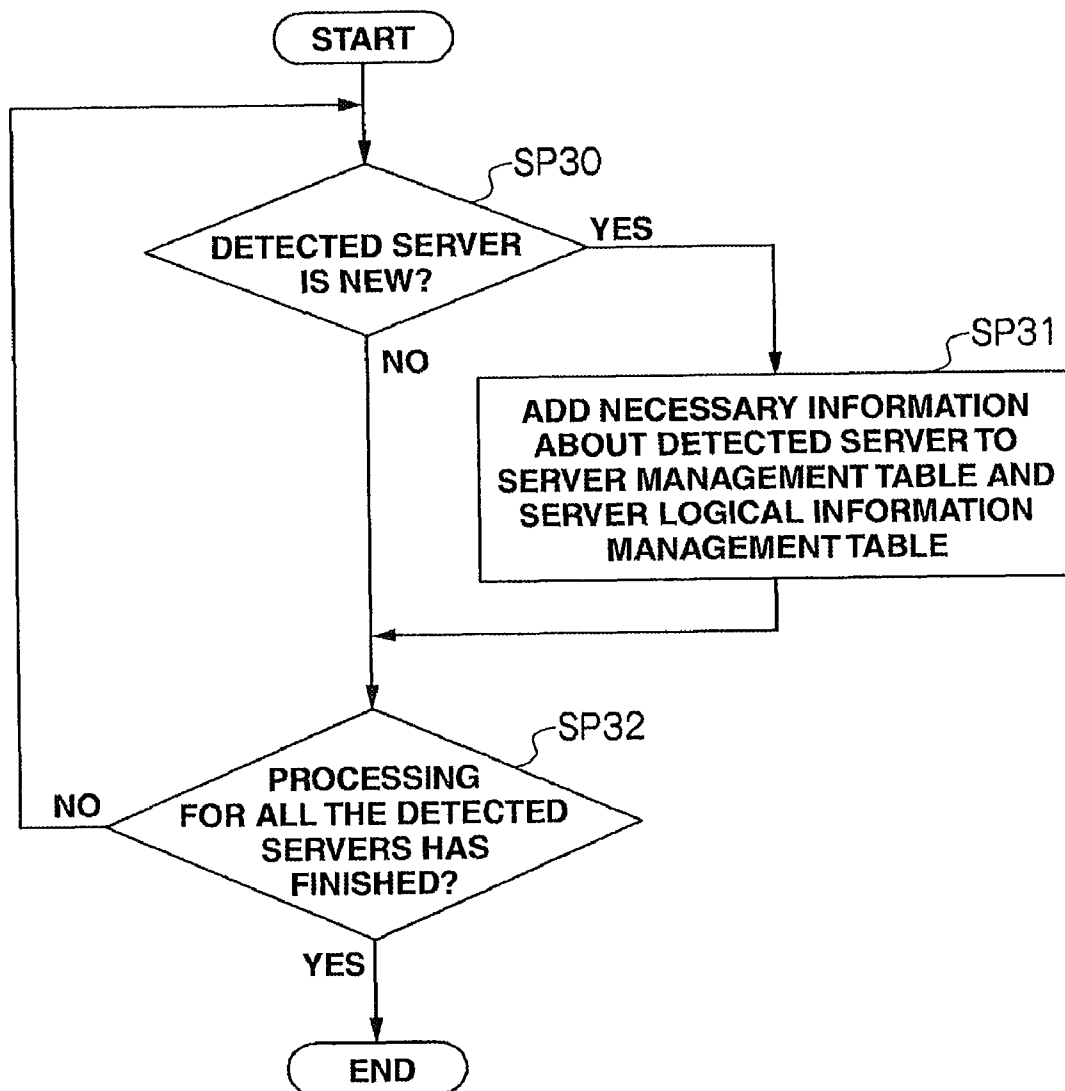 START
SP30
DETECTED SERVER
IS NEW?
YES
NO
SP31
ADD NECESSARY INFORMATION
ABOUT DETECTED SERVER TO
SERVER MANAGEMENT TABLE AND
SERVER LOGICAL INFORMATION
MANAGEMENT TABLE
SP32
PROCESSING
FOR ALL THE DETECTED
SERVERS HAS
FINISHED?
NO
YES
END